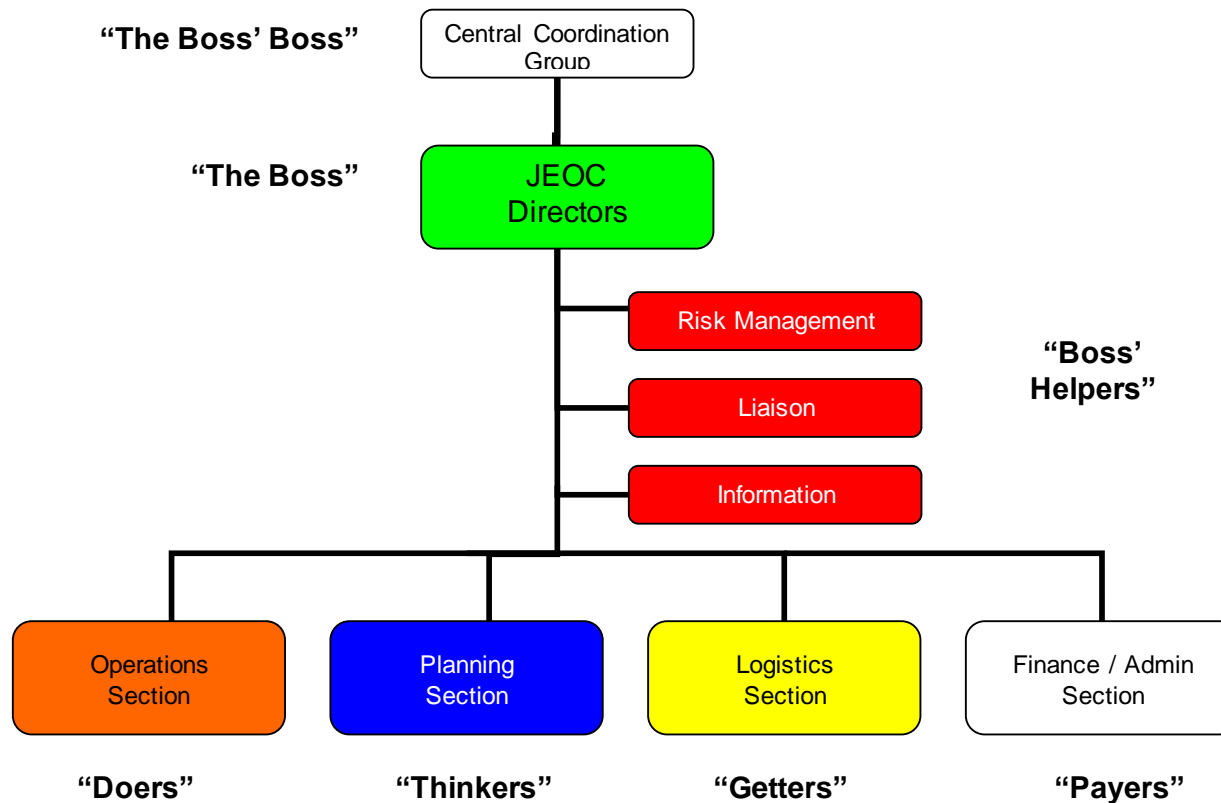 “The Boss’ Boss”
Central Coordination
Group
“The Boss”
JEOC
Directors
Risk Management
“Boss’
Helpers”
Liaison
Information
Operations
Section
Planning
Section
Logistics
Section
Finance / Admin
Section
“Doers”
“Thinkers”
“Getters”
“Payers”